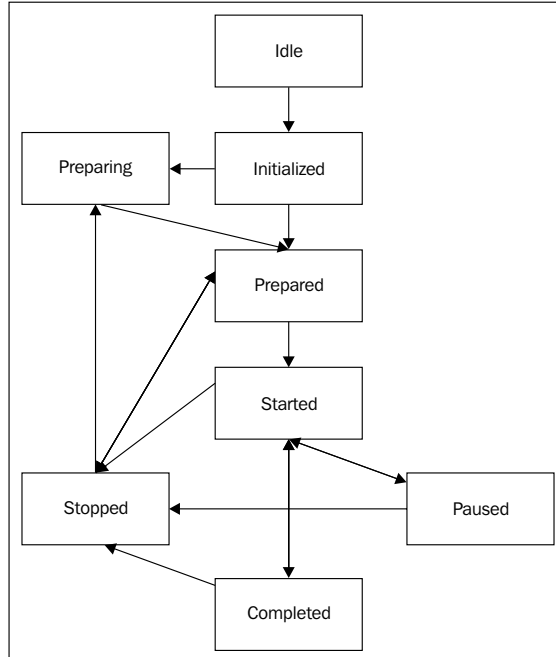 Idle
Preparing
Initialized
Prepared
Started
Stopped
Paused
Completed